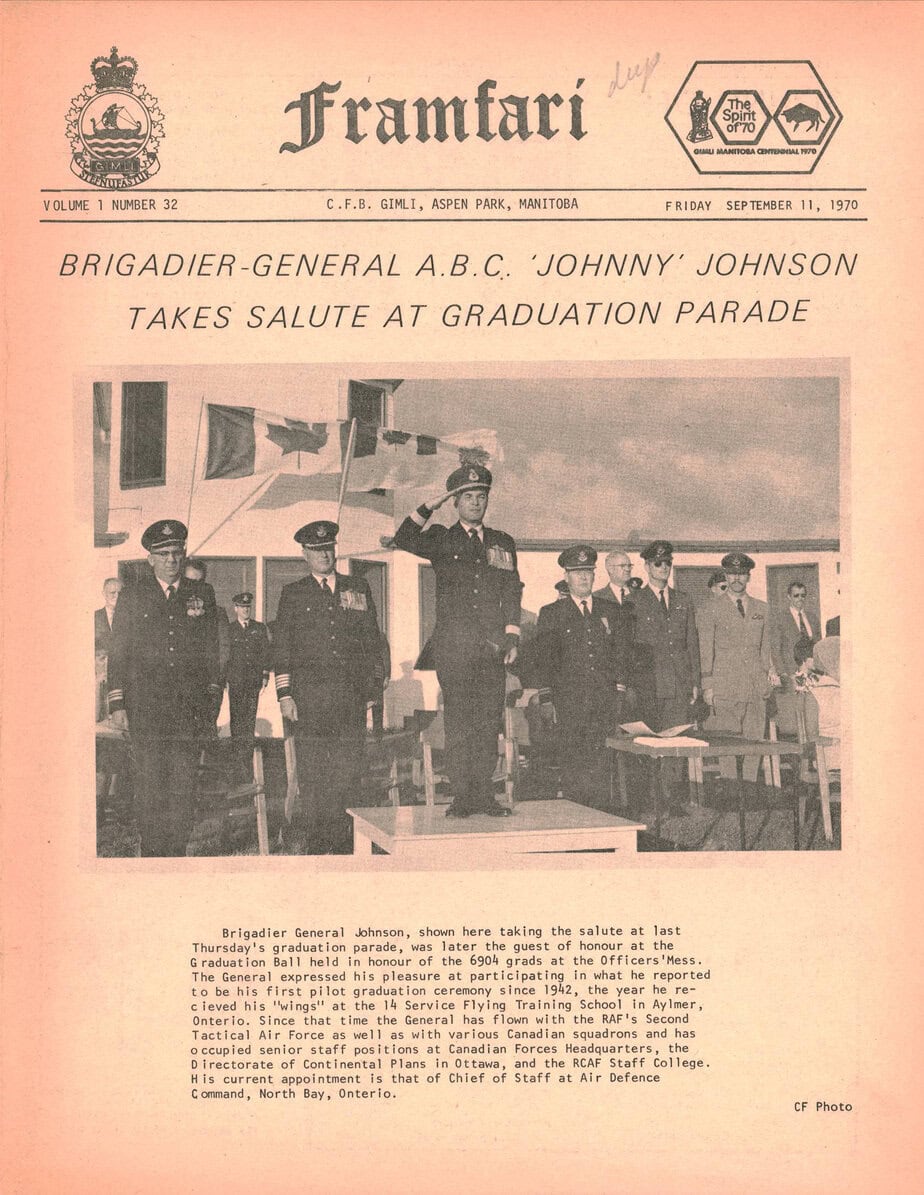 Framfari
dup
GIMLI
STEFNUFASTUR
The
Spirit
of '70
GIMLI MANITOBA CENTENNIAL 1970
VOLUME 1 NUMBER 32
C.F.B. GIMLI, ASPEN PARK, MANITOBA
FRIDAY SEPTEMBER 11, 1970
BRIGADIER-GENERAL A.B.C. 'JOHNNY' JOHNSON
TAKES SALUTE AT GRADUATION PARADE
Brigadier General Johnson, shown here taking the salute at last
Thursday's graduation parade, was later the guest of honour at the
Graduation Ball held in honour of the 6904 grads at the Officers'Mess.
The General expressed his pleasure at participating in what he reported
to be his first pilot graduation ceremony since 1942, the year he re-
cieved his "wings" at the 14 Service Flying Training School in Aylmer,
Onterio. Since that time the General has flown with the RAF's Second
Tactical Air Force as well as with various Canadian squadrons and has
occupied senior staff positions at Canadian Forces Headquarters, the
Directorate of Continental Plans in Ottawa, and the RCAF Staff College.
His current appointment is that of Chief of Staff at Air Defence
Command, North Bay, Onterio.
CF Photo